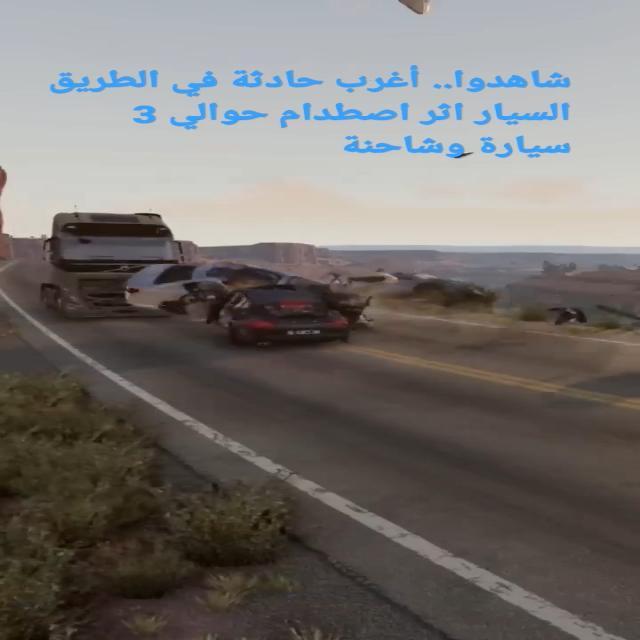 شاهدوا.. أغرب حادثة في الطريق
السيار اثر اصطدام حوالي 3
سيارة وشاحنة